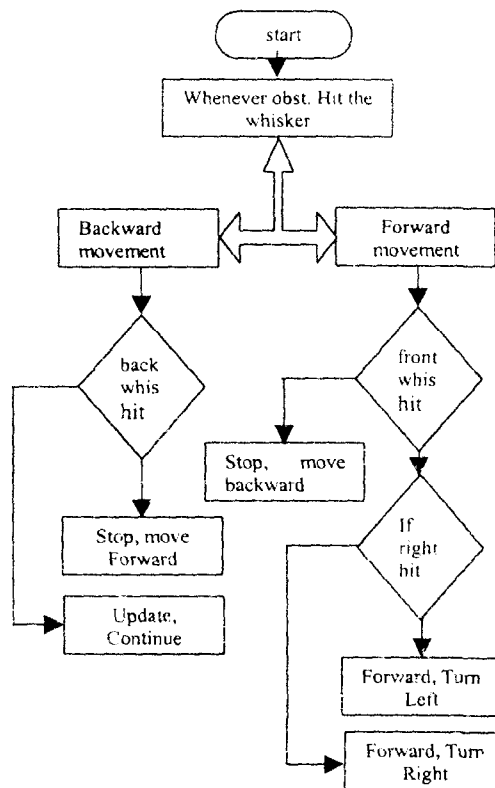 start
Whenever obst. Hit the
whisker
Backward
movement
Forward
movement
back
whis
hit
front
whis
hit
Stop, move
backward
Stop, move
Forward
If
right
hit
Update,
Continue
Forward, Turn
Left
Forward, Turn
Right